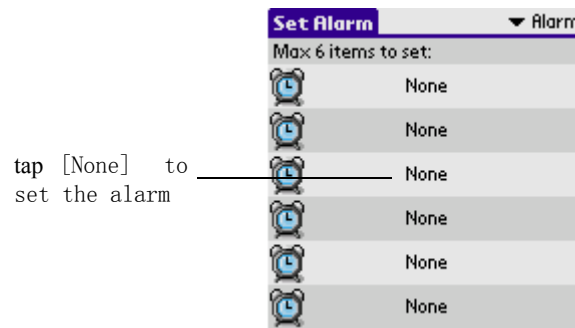 Set Alarm ▼ Alarm
Max 6 items to set:
None
None
tap [None] to
set the alarm
None
None
None
None